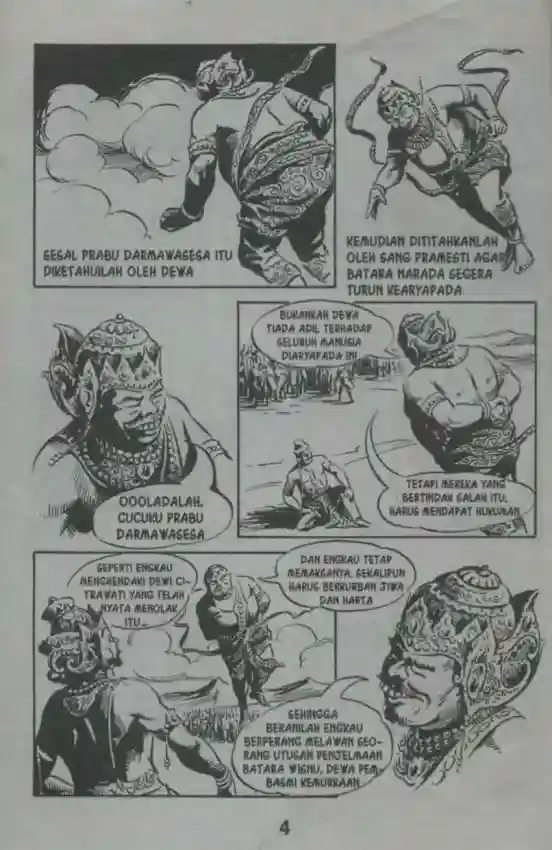 SESAL PRABU DARMAWASESA ITU
DIKETAHUILAH OLEH DEWA
KEMUDIAN DITITAHKANLAH
OLEH SANG PRAMESTI AGAR
BATARA NARADA SEGERA
TURUN KEARYAPADA
OOOLADALAH,
CUCUKU PRABU
DARMAWASESA
BUKANKAH DEWA
TIADA ADIL TERHADAP
SELURUH MANUSIA
DIARYAPADA INI
TETAPI MEREKA YANG
BERTINDAK SALAH ITU,
HARUS MENDAPAT HUKUMAN
SEPERTI ENGKAU
MENGHENDAKI DEWI CI-
TRAWATI YANG TELAH
NYATA MENOLAK
ITU...
DAN ENGKAU TETAP
MEMAKSANYA, SEKALIPUN
HARUS BERKURBAN JIWA
DAN HARTA
SEHINGGA
BERANILAH ENGKAU
BERPERANG MELAWAN SEO-
RANG UTUSAN PENJELMAAN
BATARA WISNU, DEWA PEM-
BASMI KEMURKAAN
4